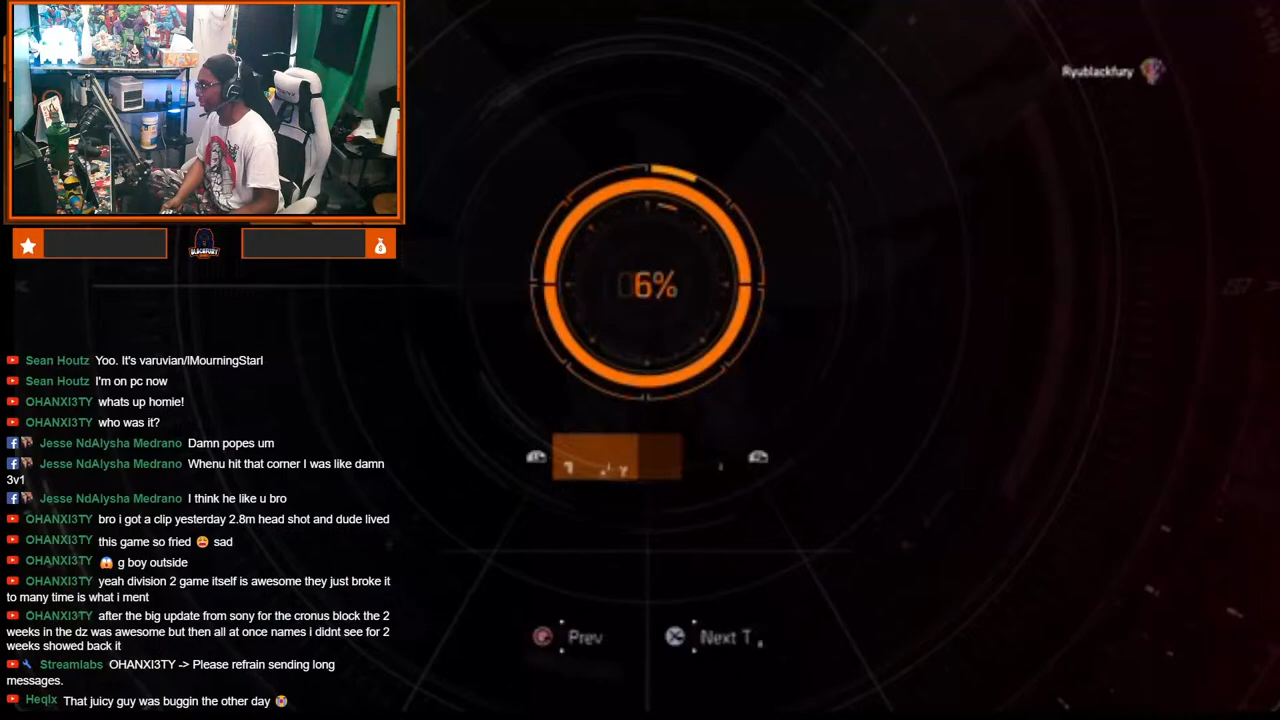 Ryublackfury
6%
BLACKFURY
Sean Houtz Yoo. It's varuvian/lMourningStarl
Sean Houtz I'm on pc now
OHANXI3TY whats up homie!
OHANXI3TY who was it?
Jesse NdAlysha Medrano Damn popes um
Jesse NdAlysha Medrano Whenu hit that corner I was like damn
3v1
Jesse NdAlysha Medrano I think he like u bro
OHANXI3TY bro i got a clip yesterday 2.8m head shot and dude lived
OHANXI3TY this game so fried 😩 sad
OHANXI3TY 😱 g boy outside
OHANXI3TY yeah division 2 game itself is awesome they just broke it
to many time is what i ment
OHANXI3TY after the big update from sony for the cronus block the 2
weeks in the dz was awesome but then all at once names i didnt see for 2
weeks showed back it
Streamlabs OHANXI3TY -> Please refrain sending long
messages.
Heqlx That juicy guy was buggin the other day
Prev
Next T